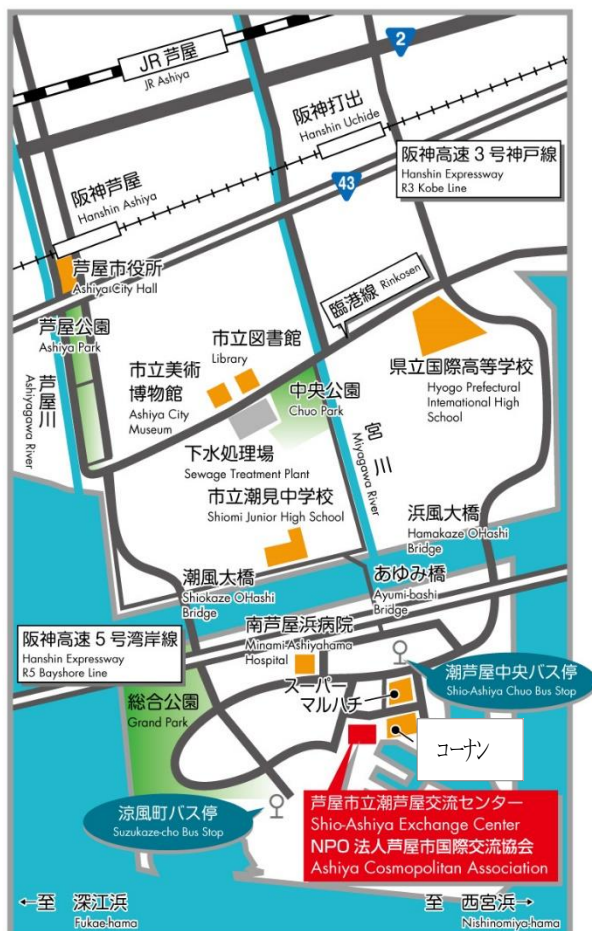 JR 芦屋
JR Ashiya
2
阪神打出
Hanshin Uchide
阪神高速 3 号神戸線
Hanshin Expressway
R3 Kobe Line
43
阪神芦屋
Hanshin Ashiya
芦屋市役所
Ashiya City Hall
芦屋公園
Ashiya Park
芦屋川
Ashiyagawa River
臨港線 Rinkosen
市立図書館
Library
市立美術
博物館
Ashiya City
Museum
中央公園
Chuo Park
県立国際高等学校
Hyogo Prefectural
International High
School
下水処理場
Sewage Treatment Plant
宮川
Miyagawa River
市立潮見中学校
Shiomi Junior High School
浜風大橋
Hamakaze OHashi
Bridge
潮風大橋
Shiokaze OHashi
Bridge
あゆみ橋
Ayumi-bashi
Bridge
阪神高速 5 号湾岸線
Hanshin Expressway
R5 Bayshore Line
南芦屋浜病院
Minami-Ashiyahama
Hospital
潮芦屋中央バス停
Shio-Ashiya Chuo Bus Stop
スーパー
マルハチ
総合公園
Grand Park
コーナン
涼風町バス停
Suzukaze-cho Bus Stop
芦屋市立潮芦屋交流センター
Shio-Ashiya Exchange Center
NPO 法人芦屋市国際交流協会
Ashiya Cosmopolitan Association
←至 深江浜
Fukae-hama
至 西宮浜→
Nishinomiya-hama